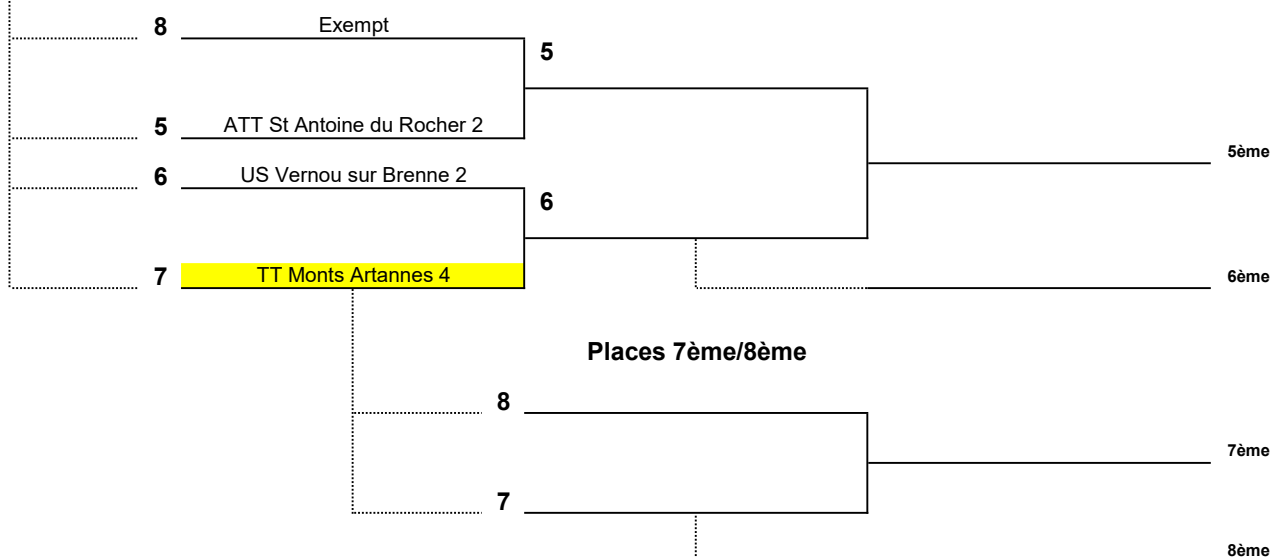 8 Exempt
5
5 ATT St Antoine du Rocher 2
5ème
6 US Vernou sur Brenne 2
6
7 TT Monts Artannes 4
6ème
Places 7ème/8ème
8
7ème
7
8ème